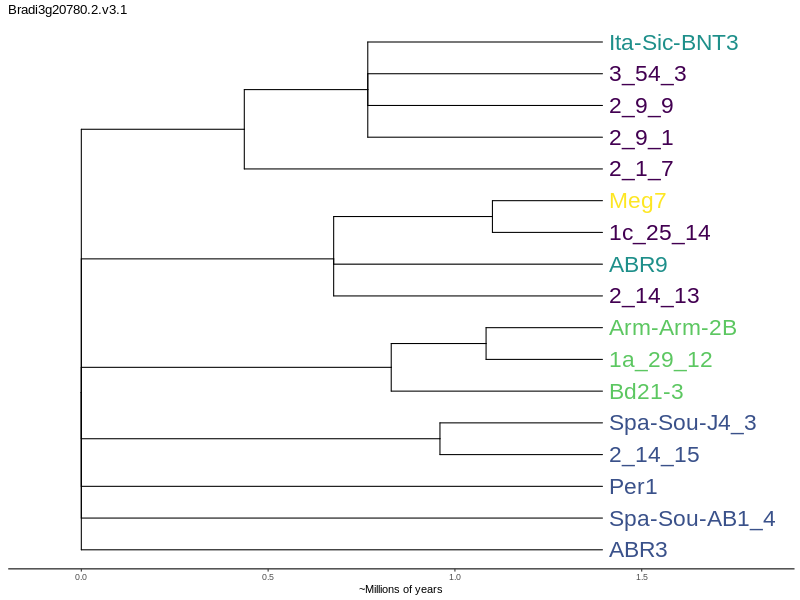 Bradi3g20780.2.v3.1
Ita-Sic-BNT3
3_54_3
2_9_9
2_9_1
2_1_7
Meg7
1c_25_14
ABR9
2_14_13
Arm-Arm-2B
1a_29_12
Bd21-3
Spa-Sou-J4_3
2_14_15
Per1
Spa-Sou-AB1_4
ABR3
0.0 0.5 1.0 1.5
~Millions of years